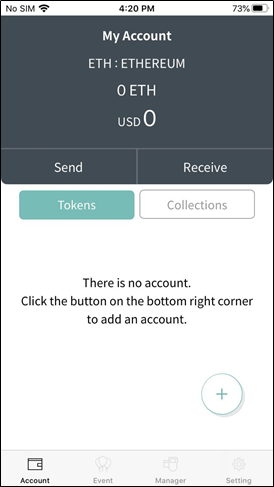 No SIM 4:20 PM 73%
My Account
ETH : ETHEREUM
0 ETH
USD 0
Send Receive
Tokens Collections
There is no account.
Click the button on the bottom right corner
to add an account.
+
Account Event Manager Setting